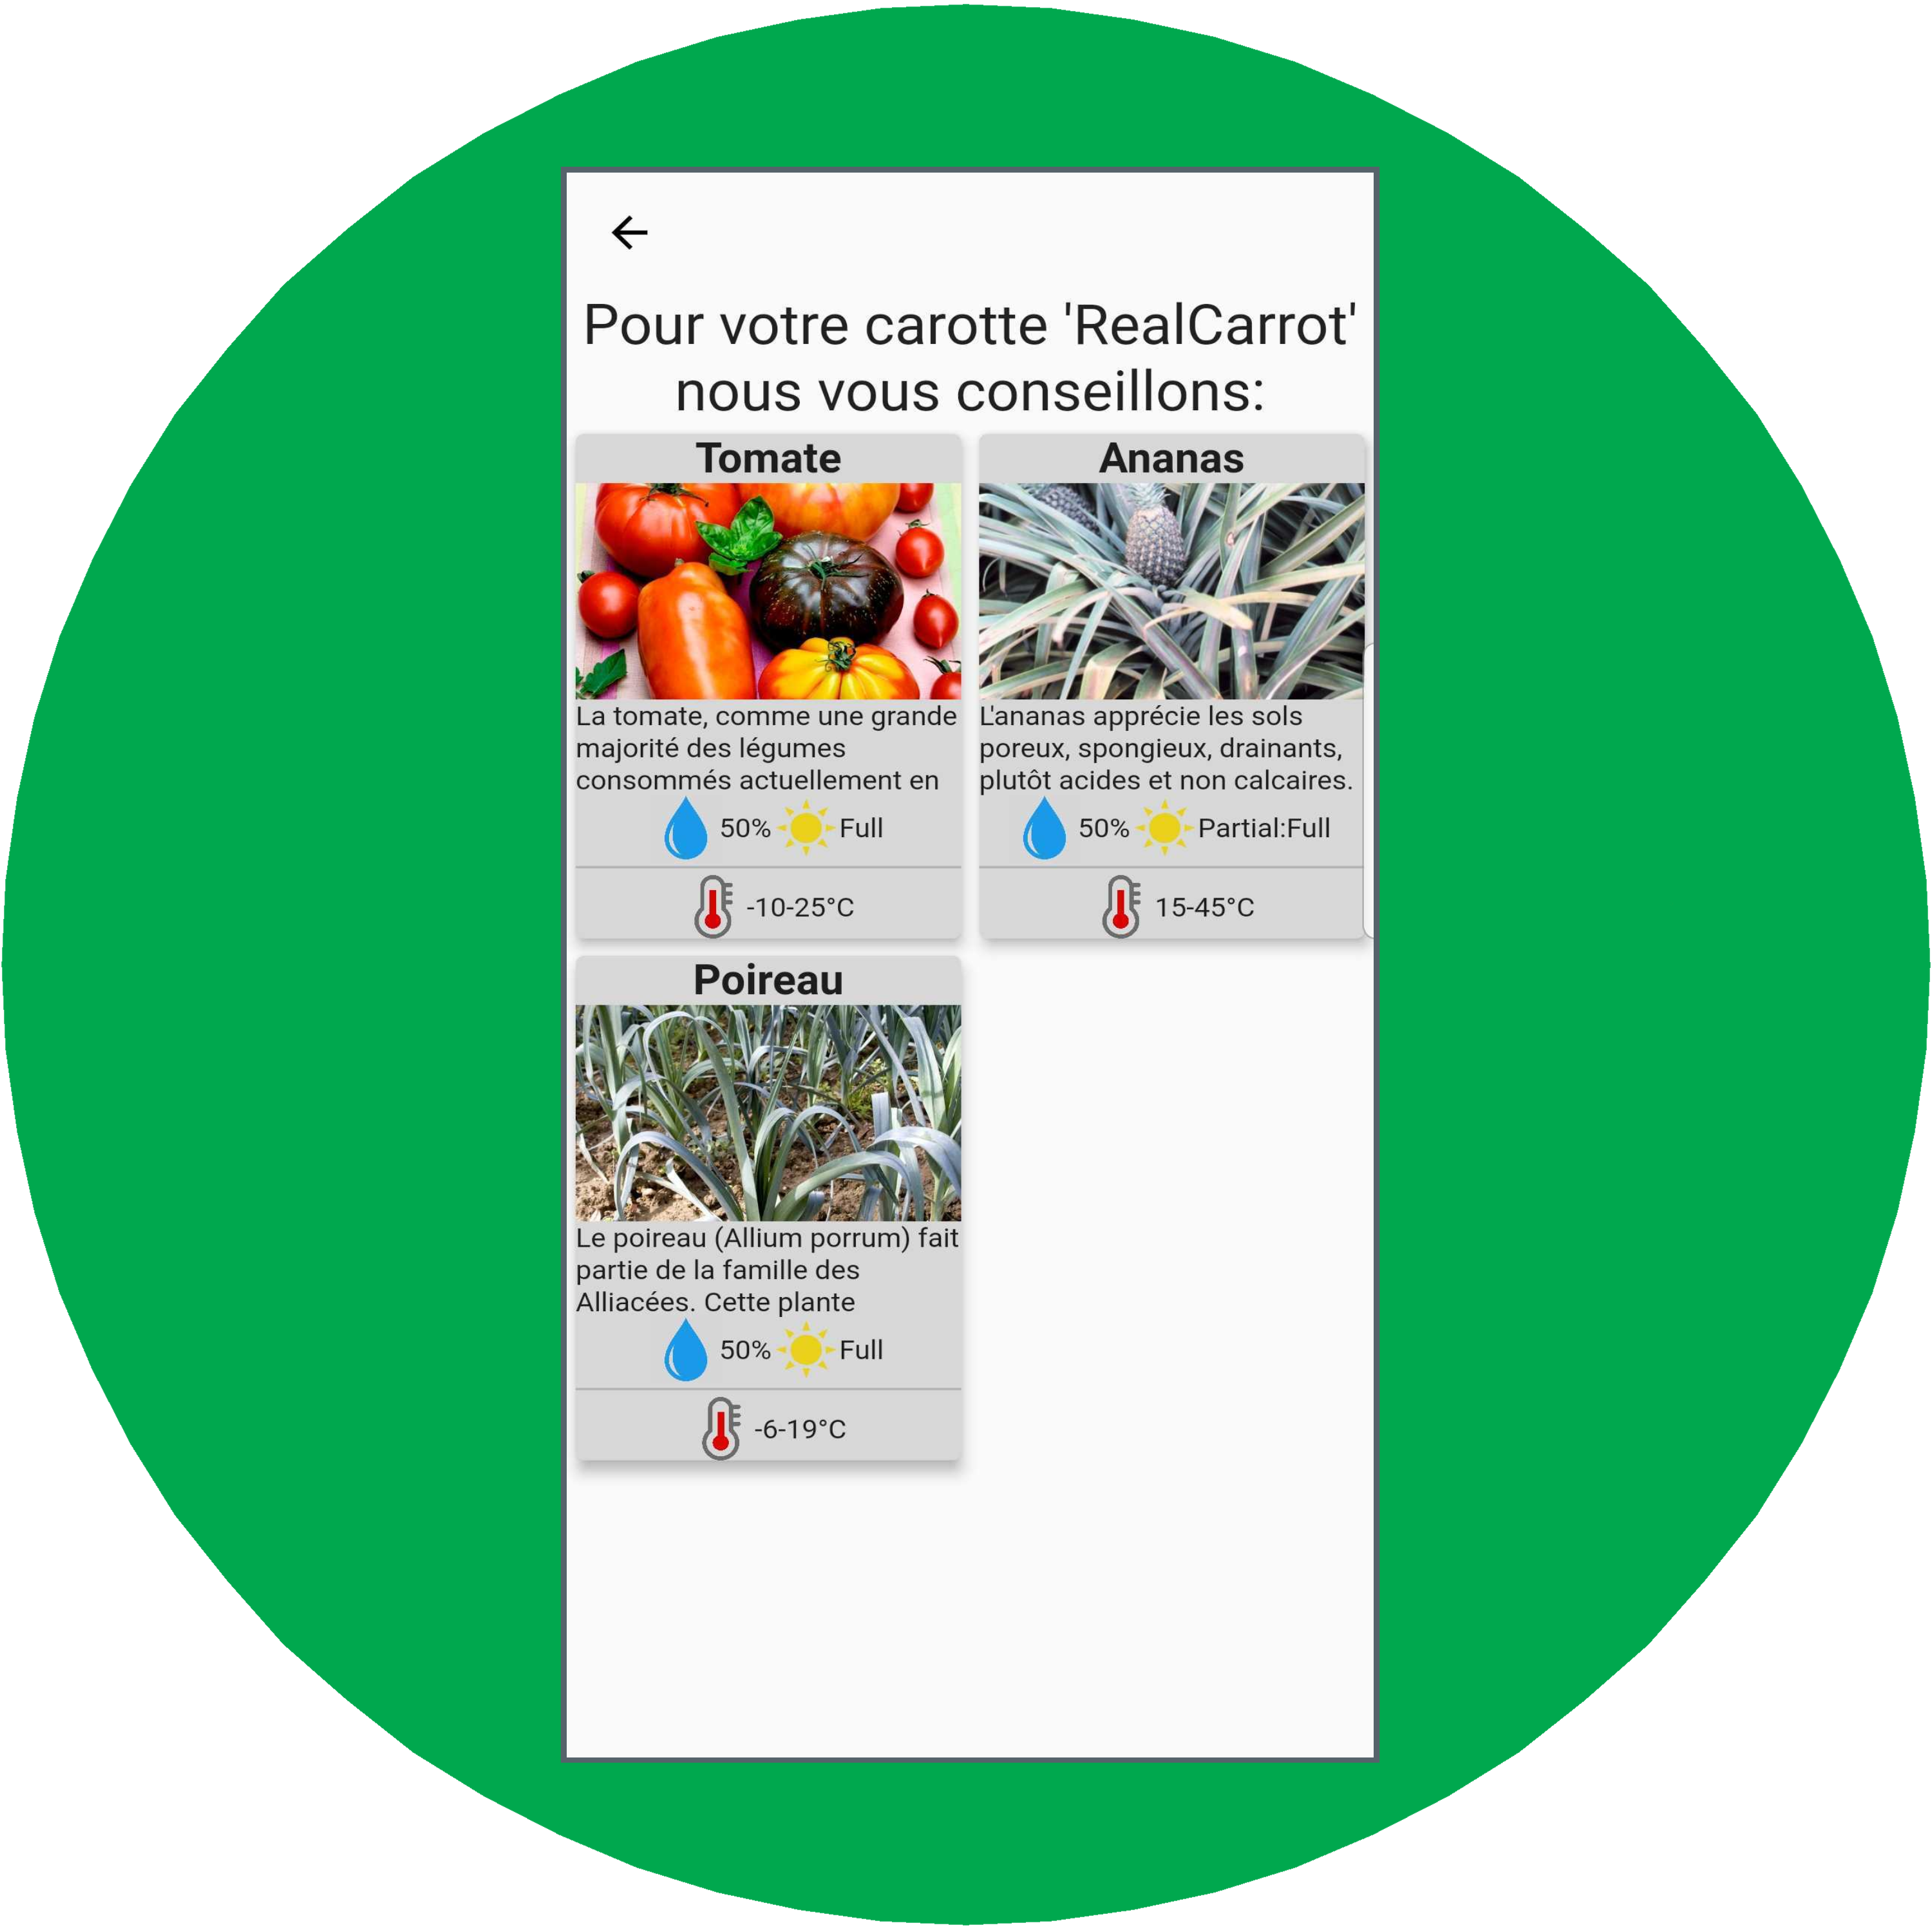 Pour votre carotte 'RealCarrot'
nous vous conseillons:
Tomate
La tomate, comme une grande
majorité des légumes
consommés actuellement en
50% Full
-10-25°C
Ananas
L'ananas apprécie les sols
poreux, spongieux, drainants,
plutôt acides et non calcaires.
50% Partial:Full
15-45°C
Poireau
Le poireau (Allium porrum) fait
partie de la famille des
Alliacées. Cette plante
50% Full
-6-19°C